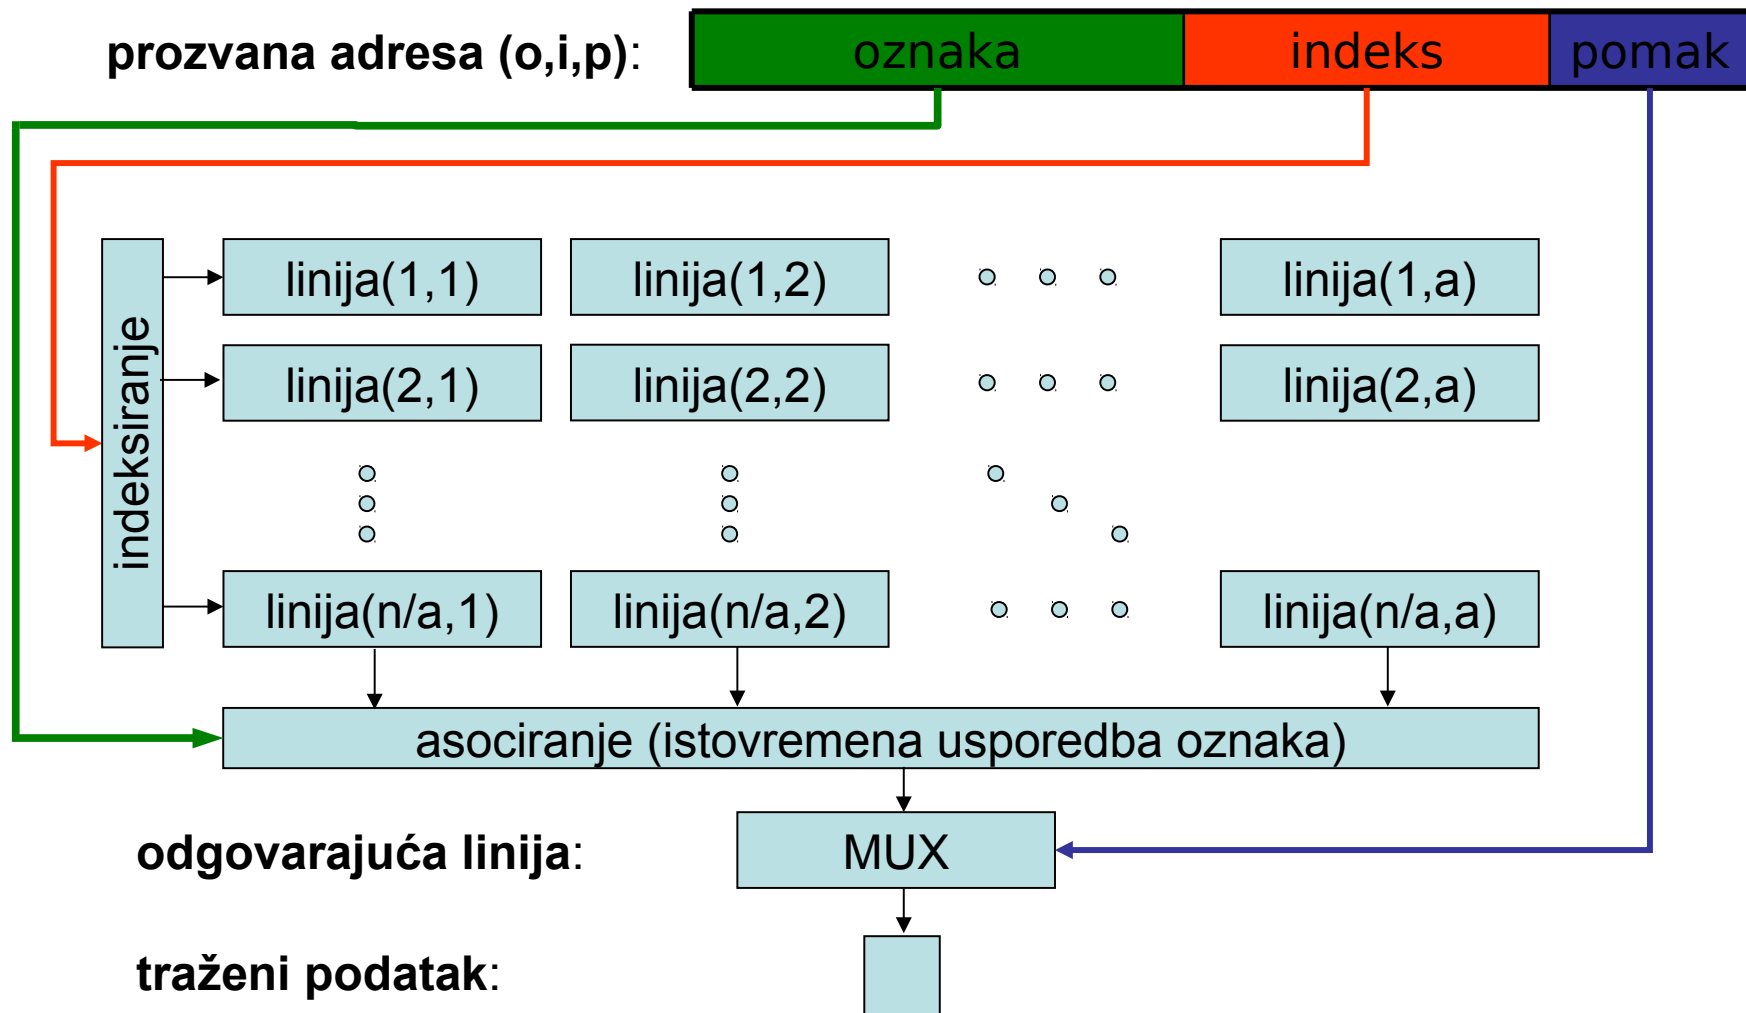 prozvana adresa (o,i,p): oznaka indeks pomak
indeksiranje
linija(1,1) linija(1,2) linija(1,a)
linija(2,1) linija(2,2) linija(2,a)
linija(n/a,1) linija(n/a,2) linija(n/a,a)
asociranje (istovremena usporedba oznaka)
odgovarajuća linija: MUX
traženi podatak: